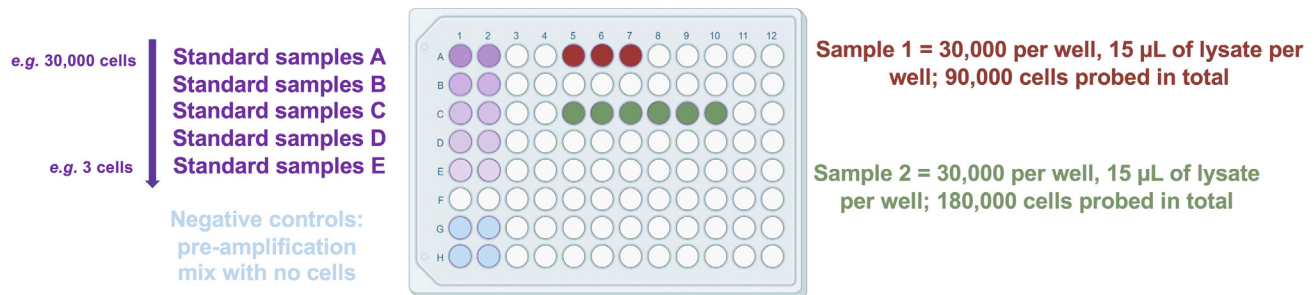 e.g. 30,000 cells
Standard samples A
Standard samples B
Standard samples C
Standard samples D
e.g. 3 cells
Standard samples E
Negative controls:
pre-amplification
mix with no cells
1 2 3 4 5 6 7 8 9 10 11 12
A
B
C
D
E
F
G
H
Sample 1 = 30,000 per well, 15 µL of lysate per
well; 90,000 cells probed in total
Sample 2 = 30,000 per well, 15 µL of lysate
per well; 180,000 cells probed in total